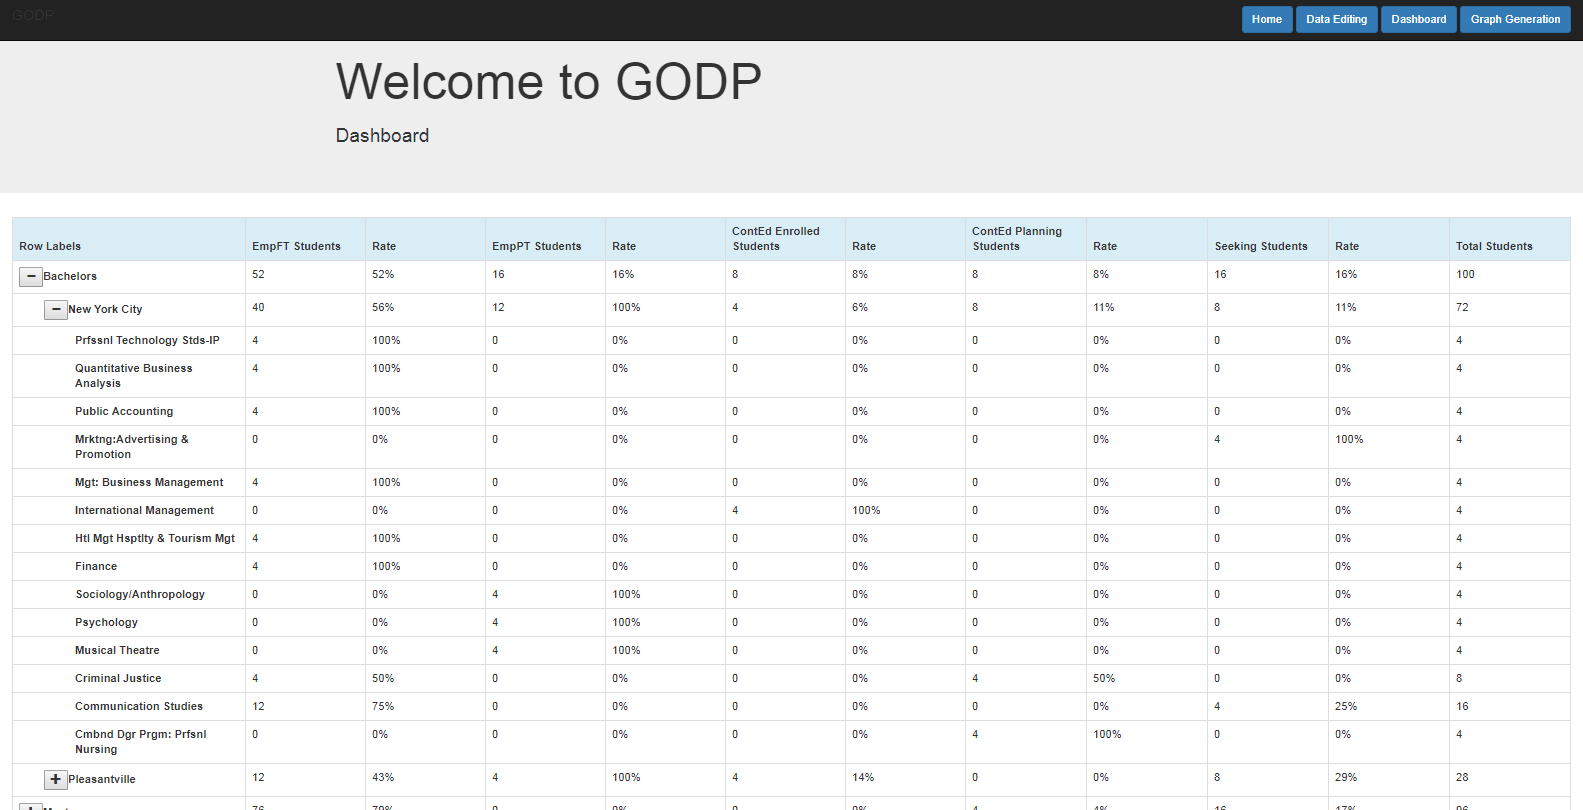 GODP
Home Data Editing Dashboard Graph Generation
Welcome to GODP
Dashboard
Row Labels EmpFT Students Rate EmpPT Students Rate ContEd Enrolled Students Rate ContEd Planning Students Rate Seeking Students Rate Total Students
Bachelors 52 52% 16 16% 8 8% 8 8% 16 16% 100
New York City 40 56% 12 100% 4 6% 8 11% 8 11% 72
Prfssnl Technology Stds-IP 4 100% 0 0% 0 0% 0 0% 0 0% 4
Quantitative Business Analysis 4 100% 0 0% 0 0% 0 0% 0 0% 4
Public Accounting 4 100% 0 0% 0 0% 0 0% 0 0% 4
Mrktng:Advertising & Promotion 0 0% 0 0% 0 0% 0 0% 4 100% 4
Mgt: Business Management 4 100% 0 0% 0 0% 0 0% 0 0% 4
International Management 0 0% 0 0% 4 100% 0 0% 0 0% 4
Htl Mgt Hsptlty & Tourism Mgt 4 100% 0 0% 0 0% 0 0% 0 0% 4
Finance 4 100% 0 0% 0 0% 0 0% 0 0% 4
Sociology/Anthropology 0 0% 4 100% 0 0% 0 0% 0 0% 4
Psychology 0 0% 4 100% 0 0% 0 0% 0 0% 4
Musical Theatre 0 0% 4 100% 0 0% 0 0% 0 0% 4
Criminal Justice 4 50% 0 0% 0 0% 4 50% 0 0% 8
Communication Studies 12 75% 0 0% 0 0% 0 0% 4 25% 16
Cmbnd Dgr Prgm: Prfsnl Nursing 0 0% 0 0% 0 0% 4 100% 0 0% 4
Pleasantville 12 43% 4 100% 4 14% 0 0% 8 29% 28